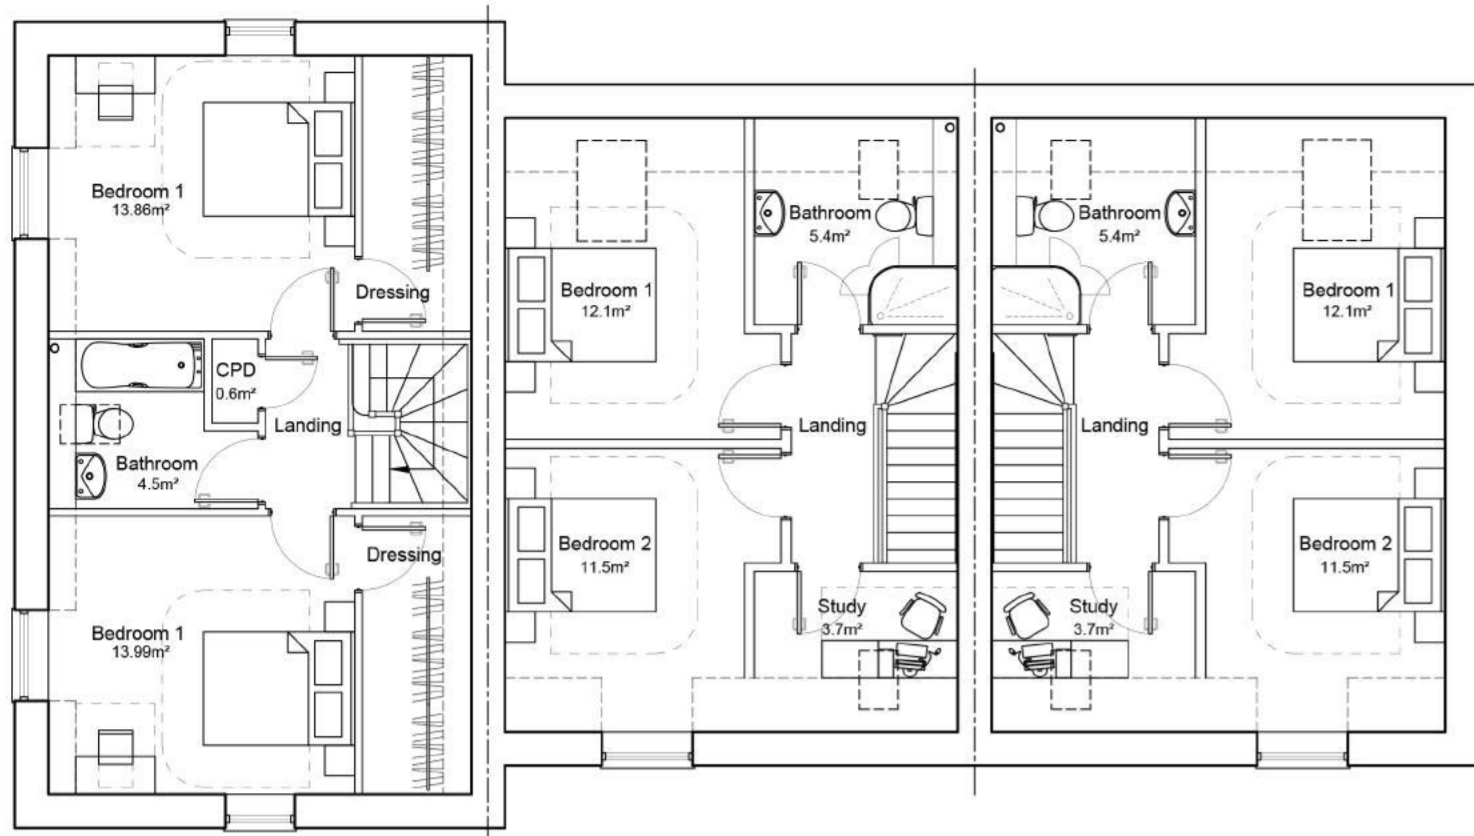 Bedroom 1
13.86m²
Dressing
CPD
0.6m²
Landing
Bathroom
4.5m²
Dressing
Bedroom 1
13.99m²
Bathroom
5.4m²
Bedroom 1
12.1m²
Landing
Bedroom 2
11.5m²
Study
3.7m²
Bathroom
5.4m²
Bedroom 1
12.1m²
Landing
Bedroom 2
11.5m²
Study
3.7m²